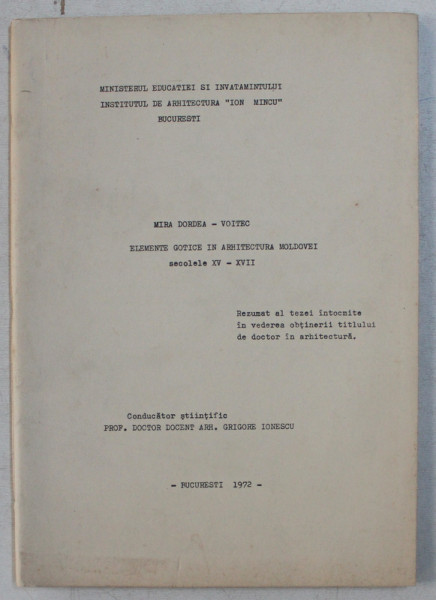 MINISTERUL EDUCATIEI SI INVATAMINTULUI
INSTITUTUL DE ARHITECTURA "ION MINCU"
BUCURESTI
MIRA DORDEA - VOITEC
ELEMENTE GOTICE IN ARHITECTURA MOLDOVEI
secolele XV - XVII
Rezumat al tezei întocmite
în vederea obținerii titlului
de doctor în arhitectură.
Conducător științific
PROF. DOCTOR DOCENT ARH. GRIGORE IONESCU
- BUCURESTI 1972 -